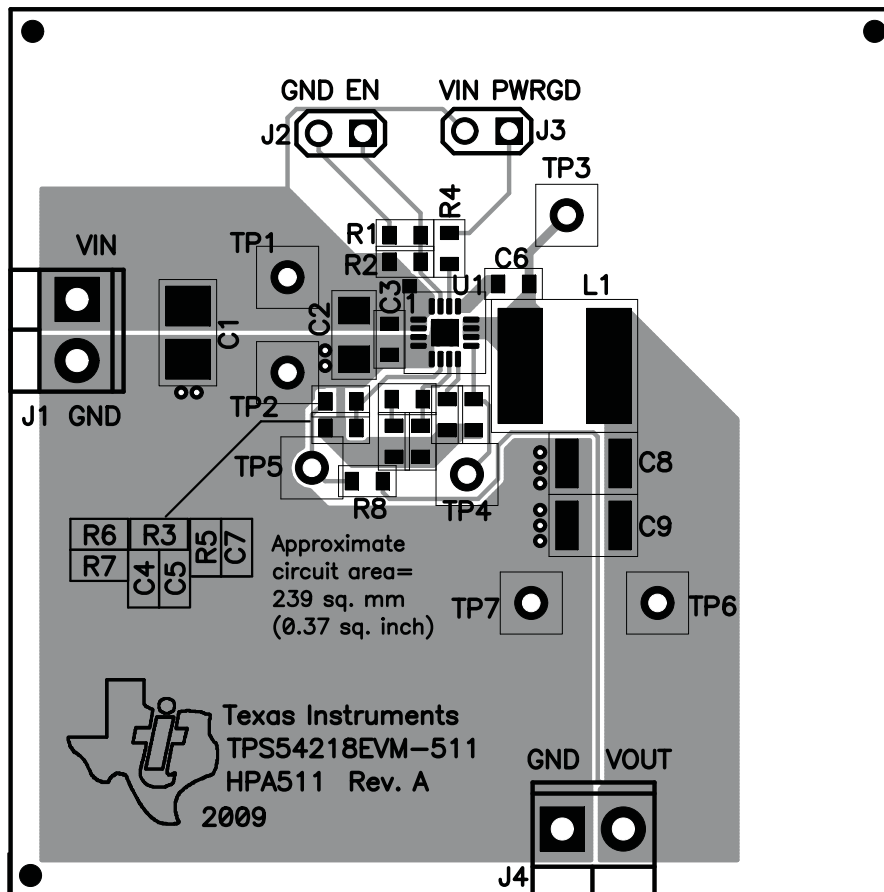 GND EN
VIN PWRGD
J2
J3
TP3
R4
R1
R2
VIN
TP1
C6
U1
L1
C3
1
C2
C1
J1 GND
TP2
TP5
R8
TP4
C8
C9
R6 R3 R5 C7
R7 C4 C5
Approximate
circuit area=
239 sq. mm
(0.37 sq. inch)
TP7
TP6
Texas Instruments
TPS54218EVM-511
HPA511 Rev. A
2009
GND VOUT
J4